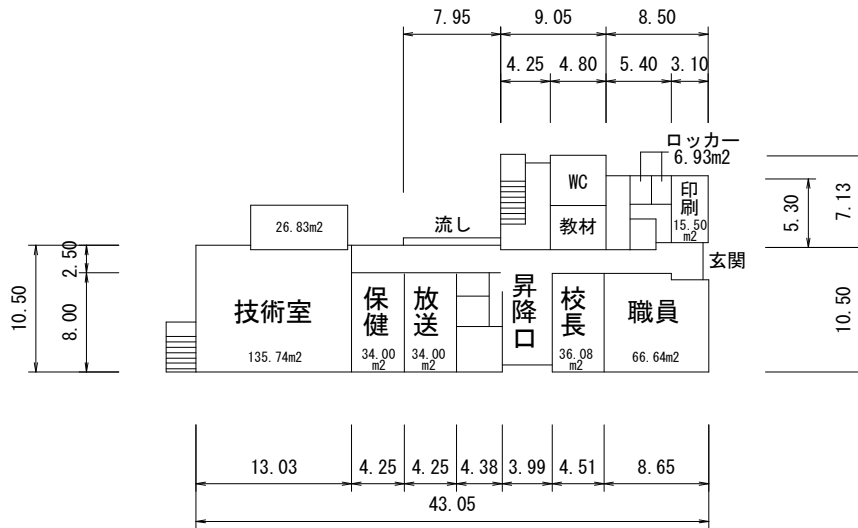 7.95 9.05 8.50
4.25 4.80 5.40 3.10
ロッカー
6.93m2
WC
印刷
15.50
m2
教材
流し
26.83m2
玄関
5.30
7.13
10.50
2.50
8.00
10.50
技術室
135.74m2
保健
34.00
m2
放送
34.00
m2
昇降口
校長
36.08
m2
職員
66.64m2
13.03 4.25 4.25 4.38 3.99 4.51 8.65
43.05